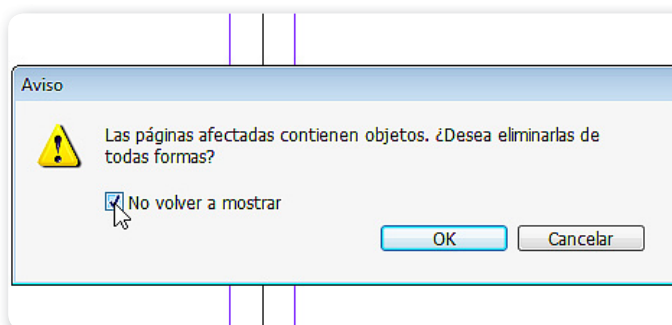 Aviso
Las páginas afectadas contienen objetos. ¿Desea eliminarlas de
todas formas?
No volver a mostrar
OK
Cancelar